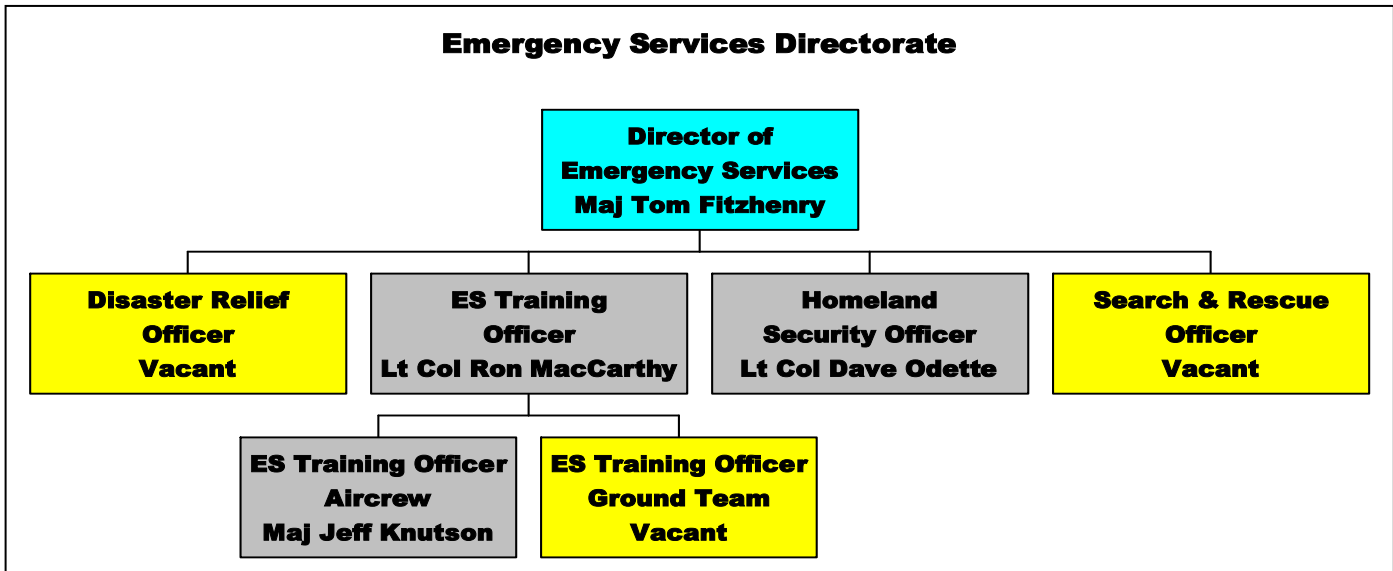 Emergency Services Directorate
Director of
Emergency Services
Maj Tom Fitzhenry
Disaster Relief
Officer
Vacant
ES Training
Officer
Lt Col Ron MacCarthy
Homeland
Security Officer
Lt Col Dave Odette
Search & Rescue
Officer
Vacant
ES Training Officer
Aircrew
Maj Jeff Knutson
ES Training Officer
Ground Team
Vacant